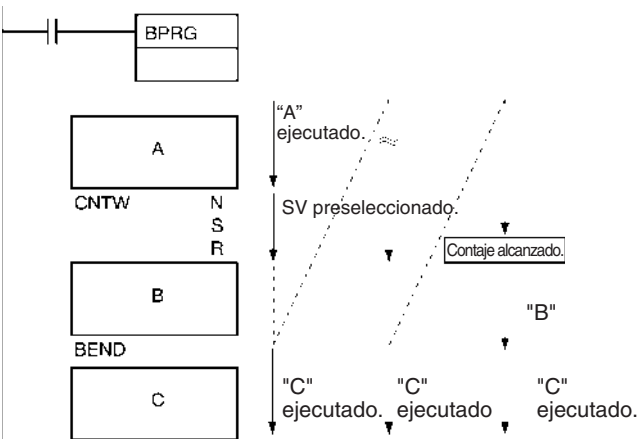 BPRG
"A"
ejecutado.
A
CNTW N
SV preseleccionado.
S
R
Contaje alcanzado.
B
"B"
BEND
C
"C" "C" "C"
ejecutado. ejecutado ejecutado.